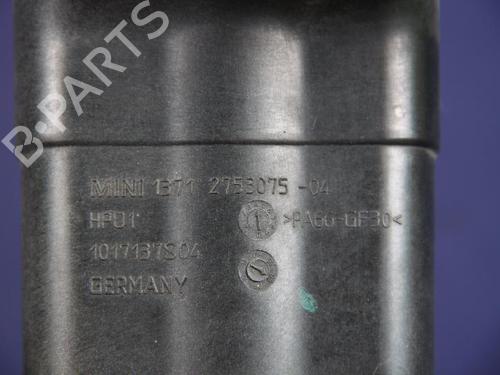 B-PARTS
MINI 1371 2753075-04
HP01 >PA66-GF30<
1017137S04
GERMANY